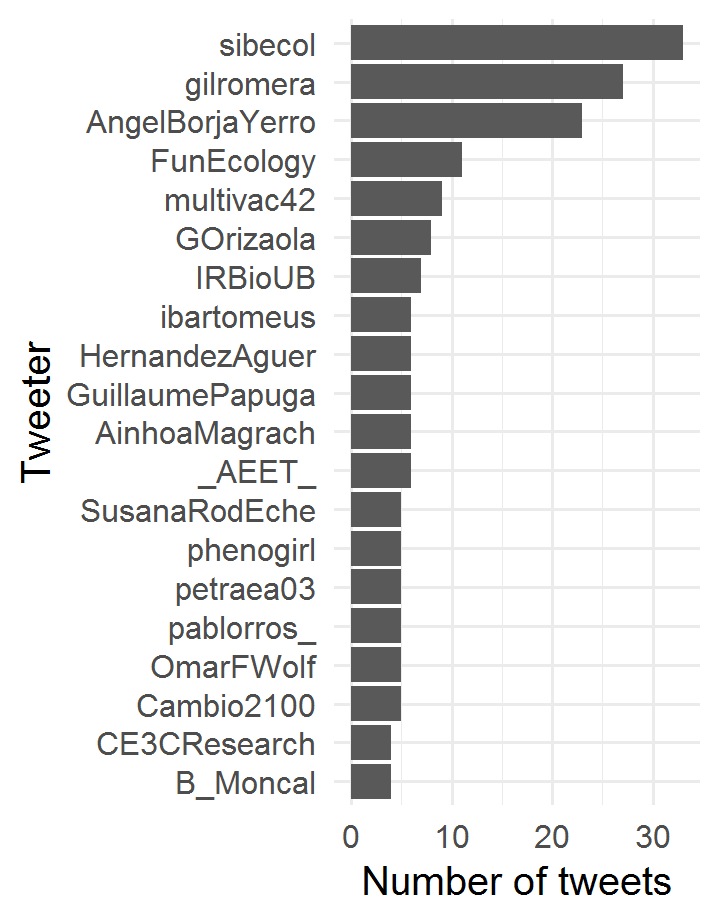 sibecol
gilromera
AngelBorjaYerro
FunEcology
multivac42
GOrizaola
IRBioUB
ibartomeus
HernandezAguer
GuillaumePapuga
AinhoaMagrach
_AEET_
SusanaRodEche
phenogirl
petraea03
pablorros_
OmarFWolf
Cambio2100
CE3CResearch
B_Moncal
Tweeter
0 10 20 30
Number of tweets